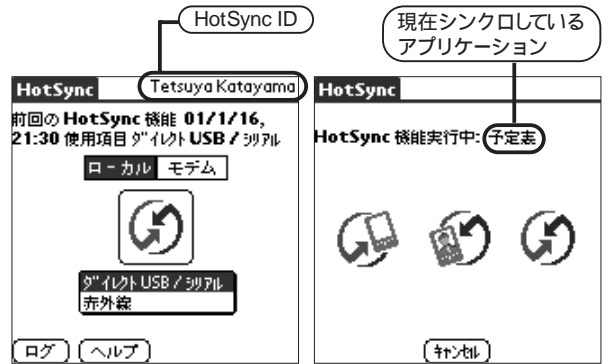 HotSync ID
現在シンクロしている
アプリケーション
HotSync
Tetsuya Katayama
前回の HotSync 機能 01/1/16,
21:30 使用項目 ﾀﾞｲﾚｸﾄ USB / ｼﾘｱﾙ
ローカル モデム
ﾀﾞｲﾚｸﾄ USB / ｼﾘｱﾙ
赤外線
ログ ヘルプ
HotSync
HotSync 機能実行中: 予定表
ｷｬﾝｾﾙ